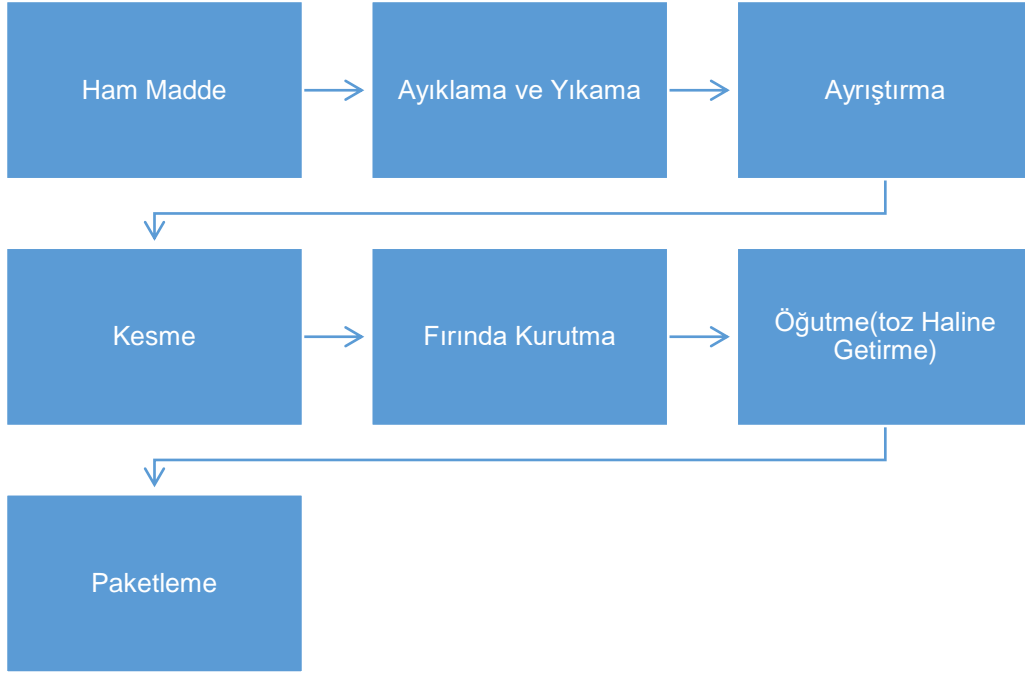 Ham Madde
Ayıklama ve Yıkama
Ayrıştırma
Kesme
Fırında Kurutma
Öğutme(toz Haline
Getirme)
Paketleme